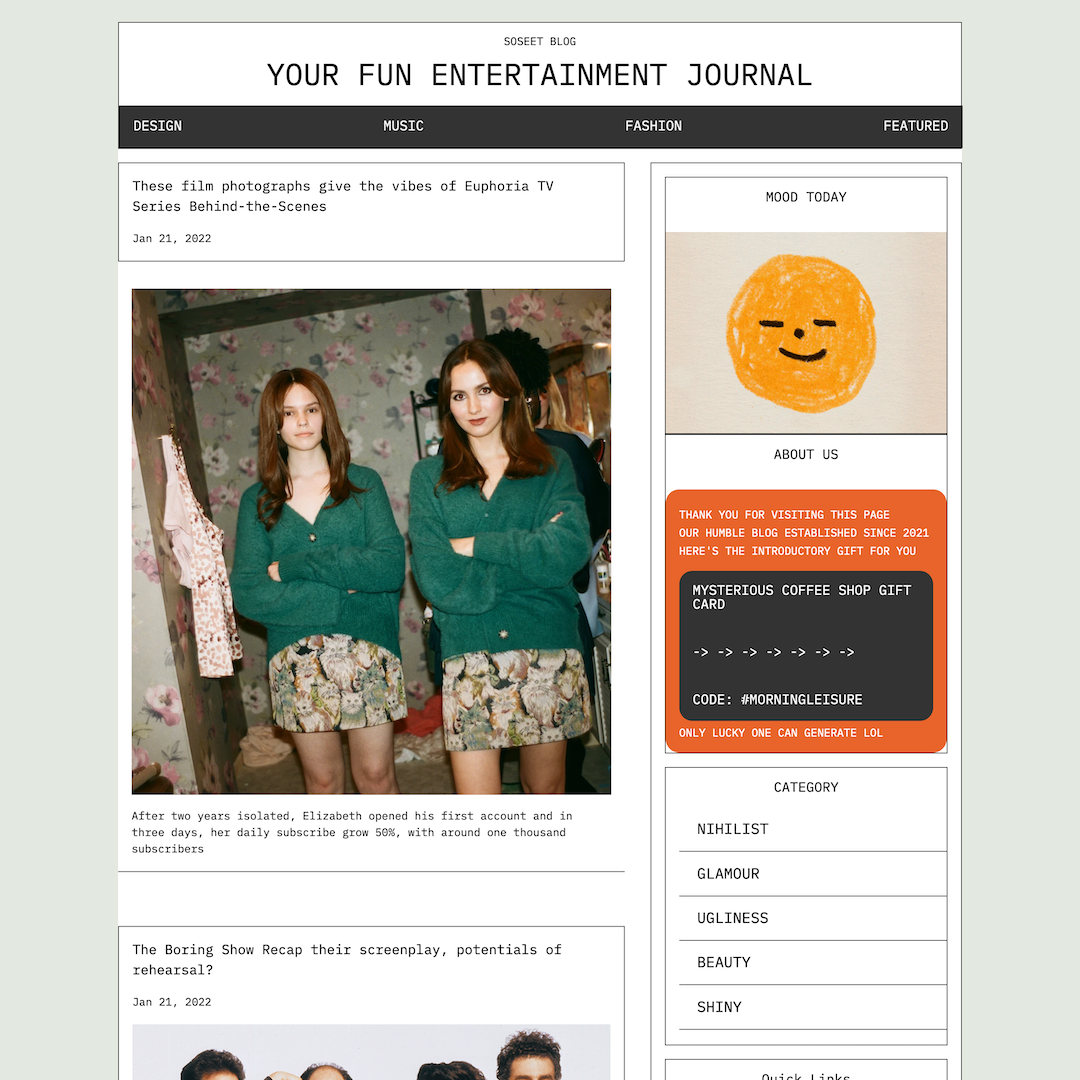 SOSEET BLOG
YOUR FUN ENTERTAINMENT JOURNAL
DESIGN
MUSIC
FASHION
FEATURED
These film photographs give the vibes of Euphoria TV
Series Behind-the-Scenes
Jan 21, 2022
After two years isolated, Elizabeth opened his first account and in
three days, her daily subscribe grow 50%, with around one thousand
subscribers
The Boring Show Recap their screenplay, potentials of
rehearsal?
Jan 21, 2022
MOOD TODAY
ABOUT US
THANK YOU FOR VISITING THIS PAGE
OUR HUMBLE BLOG ESTABLISHED SINCE 2021
HERE'S THE INTRODUCTORY GIFT FOR YOU
MYSTERIOUS COFFEE SHOP GIFT
CARD
-> -> -> -> -> -> ->
CODE: #MORNINGLEISURE
ONLY LUCKY ONE CAN GENERATE LOL
CATEGORY
NIHILIST
GLAMOUR
UGLINESS
BEAUTY
SHINY
Quick Links